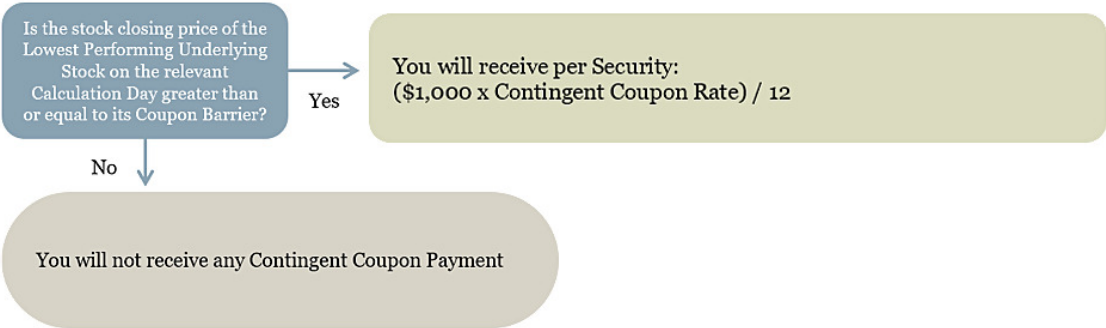 Is the stock closing price of the
Lowest Performing Underlying
Stock on the relevant
Calculation Day greater than
or equal to its Coupon Barrier?
Yes
You will receive per Security:
($1,000 x Contingent Coupon Rate) / 12
No
You will not receive any Contingent Coupon Payment